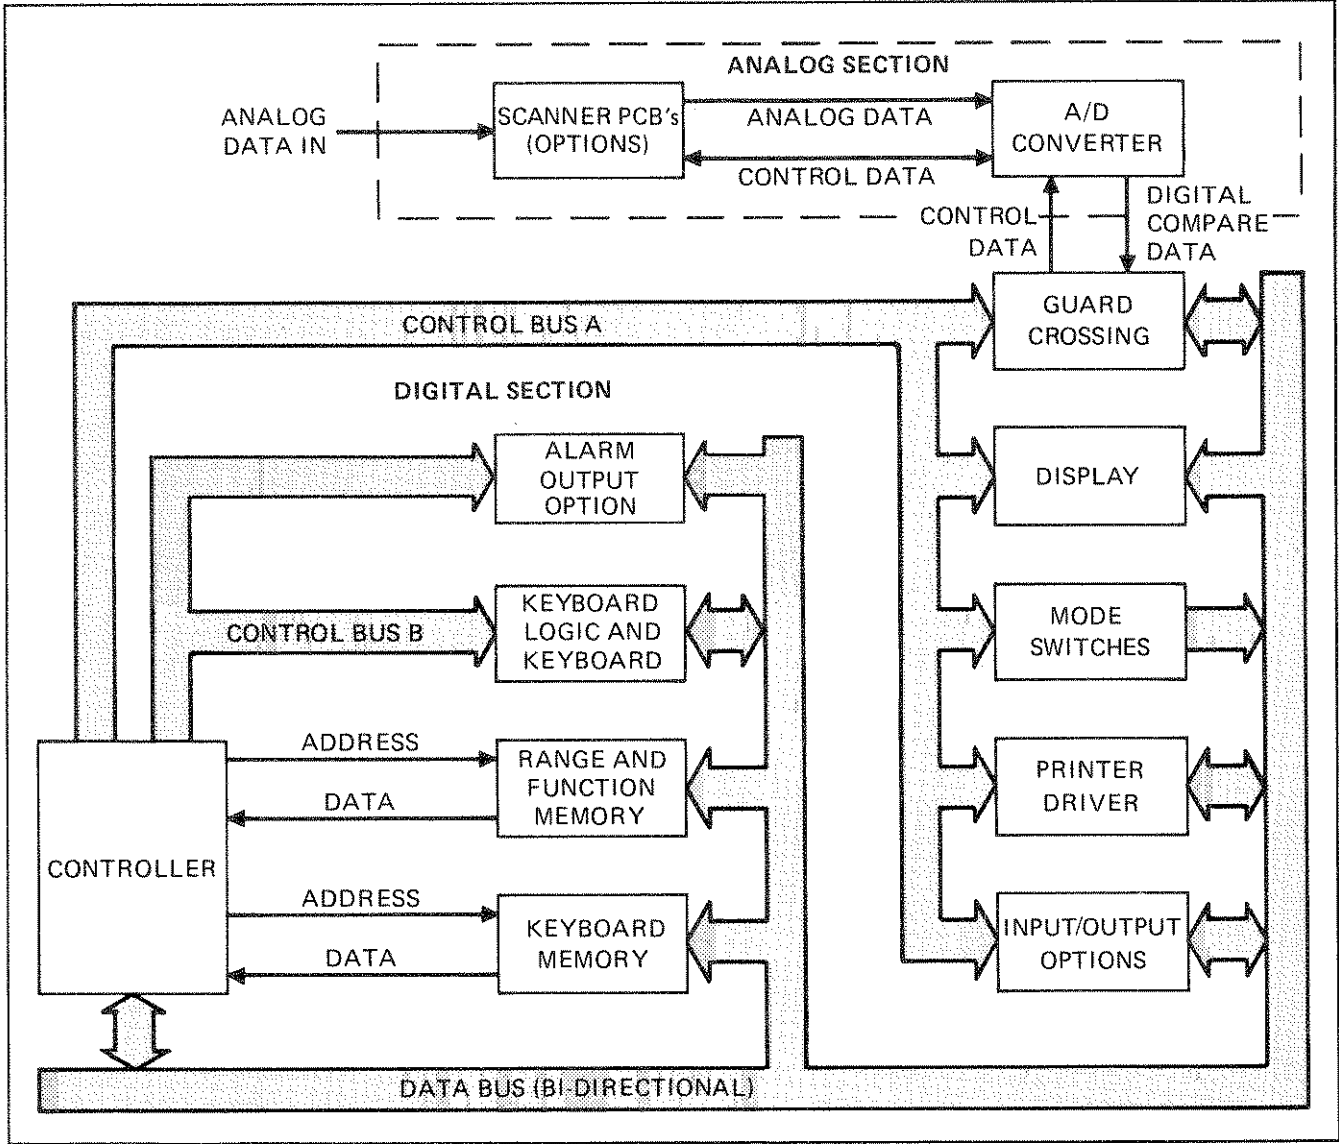 ANALOG SECTION
ANALOG
DATA IN
SCANNER PCB's
(OPTIONS)
ANALOG DATA
CONTROL DATA
A/D
CONVERTER
CONTROL
DATA
DIGITAL
COMPARE
DATA
CONTROL BUS A
GUARD
CROSSING
DIGITAL SECTION
ALARM
OUTPUT
OPTION
DISPLAY
CONTROL BUS B
KEYBOARD
LOGIC AND
KEYBOARD
MODE
SWITCHES
ADDRESS
DATA
RANGE AND
FUNCTION
MEMORY
PRINTER
DRIVER
CONTROLLER
ADDRESS
DATA
KEYBOARD
MEMORY
INPUT/OUTPUT
OPTIONS
DATA BUS (BI-DIRECTIONAL)